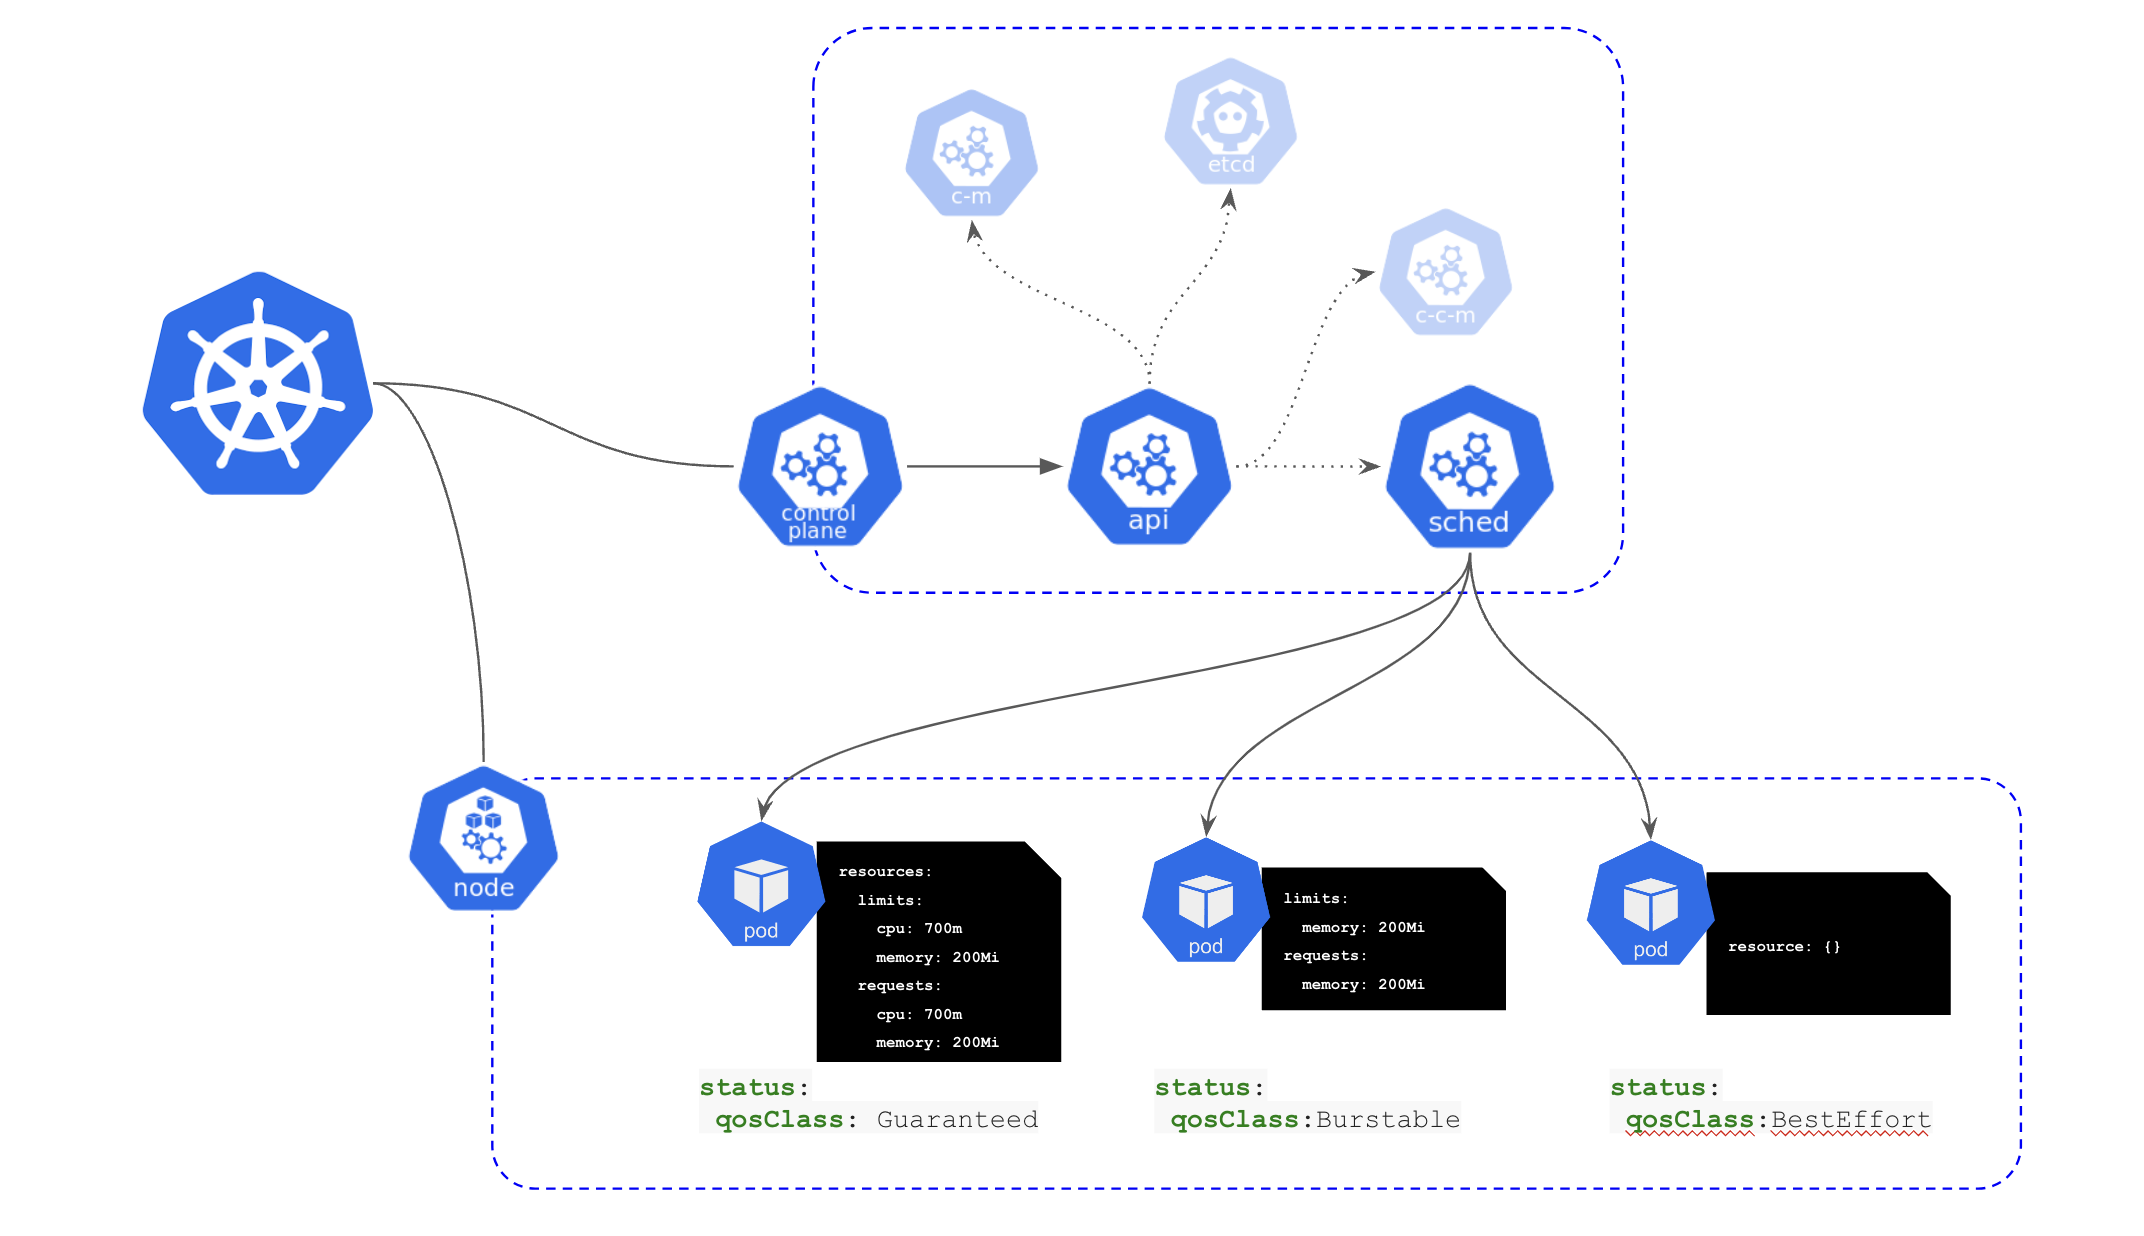 c-m
etcd
c-c-m
control
plane
api
sched
node
pod
resources:
limits:
cpu: 700m
memory: 200Mi
requests:
cpu: 700m
memory: 200Mi
status:
qosClass: Guaranteed
pod
limits:
memory: 200Mi
requests:
memory: 200Mi
status:
qosClass:Burstable
pod
resource: {}
status:
qosClass:BestEffort